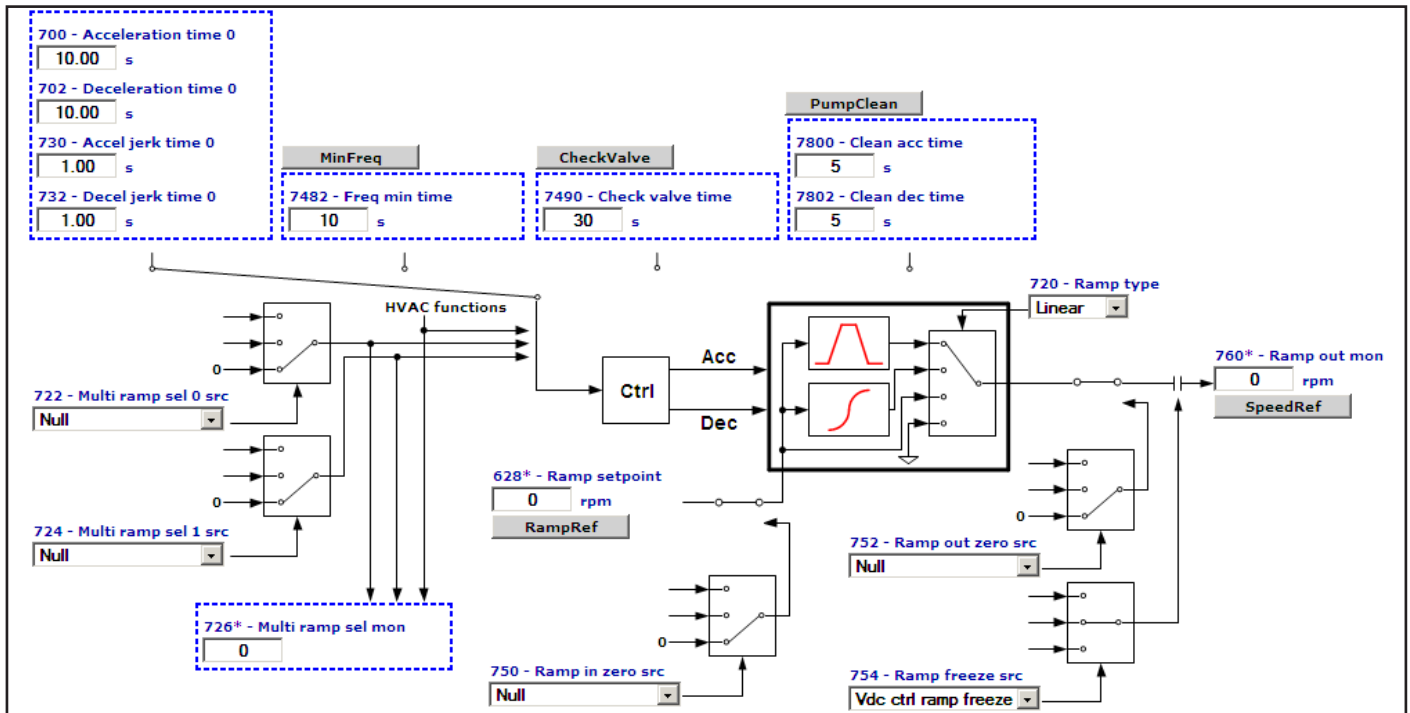 700 - Acceleration time 0
10.00 s
702 - Deceleration time 0
10.00 s
730 - Accel jerk time 0
1.00 s
732 - Decel jerk time 0
1.00 s
MinFreq
7482 - Freq min time
10 s
CheckValve
7490 - Check valve time
30 s
PumpClean
7800 - Clean acc time
5 s
7802 - Clean dec time
5 s
HVAC functions
0
722 - Multi ramp sel 0 src
Null
0
724 - Multi ramp sel 1 src
Null
726* - Multi ramp sel mon
0
Ctrl
Acc
Dec
720 - Ramp type
Linear
628* - Ramp setpoint
0 rpm
RampRef
0
750 - Ramp in zero src
Null
760* - Ramp out mon
0 rpm
SpeedRef
0
752 - Ramp out zero src
Null
754 - Ramp freeze src
Vdc ctrl ramp freeze